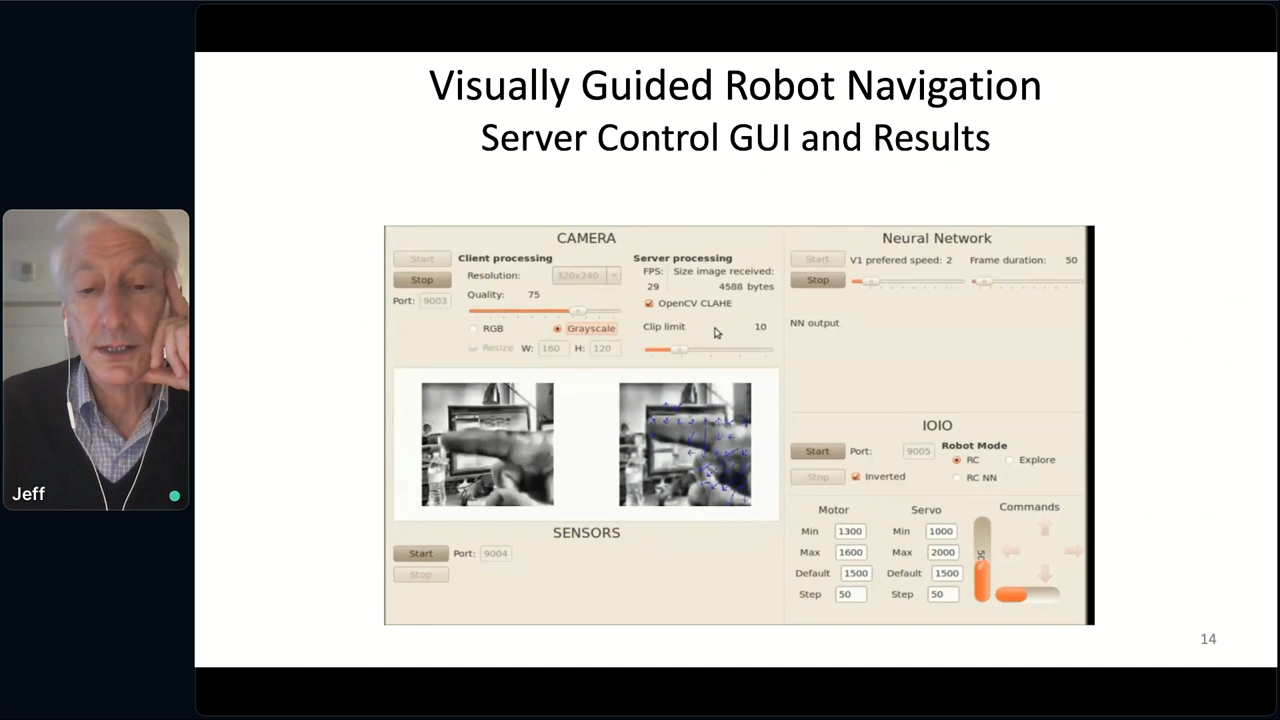 Visually Guided Robot Navigation
Server Control GUI and Results
CAMERA
Start
Stop
Port: 9003
Client processing
Resolution: 320x240
Quality: 75
RGB
Grayscale
Resize W: 160 H: 120
Server processing
FPS: Size image received:
29 4588 bytes
OpenCV CLAHE
Clip limit 10
SENSORS
Start Port: 9004
Stop
Neural Network
Start V1 prefered speed: 2 Frame duration: 50
Stop
NN output
IOIO
Start Port: 9005
Stop Inverted
Robot Mode
RC Explore
RC NN
Motor
Min 1300
Max 1600
Default 1500
Step 50
Servo
Min 1000
Max 2000
Default 1500
Step 50
Commands
14
Jeff